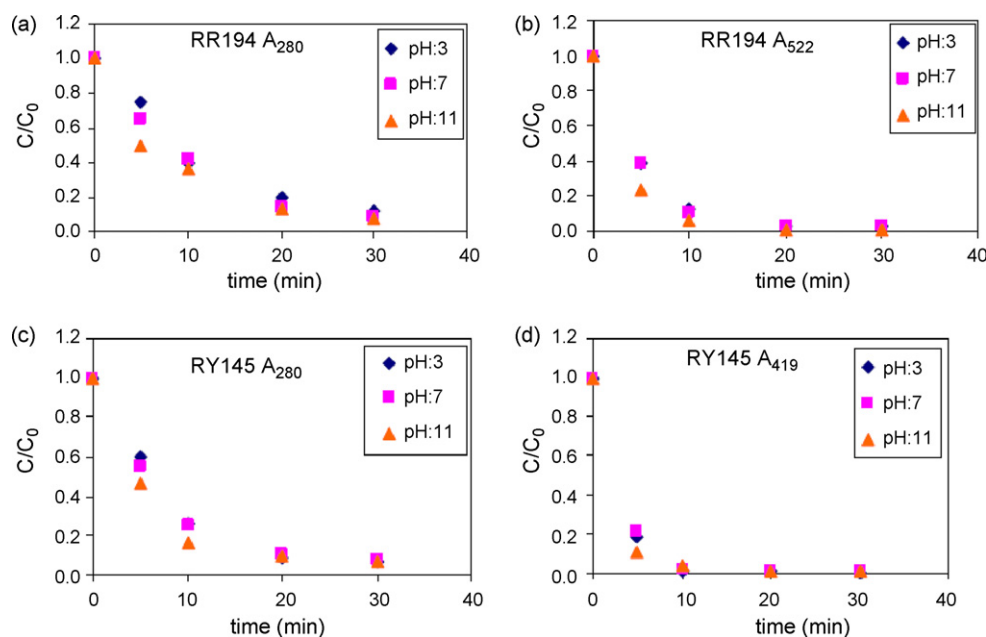 (a)
RR194 A280
C/C0
1.2
1.0
0.8
0.6
0.4
0.2
0.0
pH:3
pH:7
pH:11
0 10 20 30 40
time (min)
(b)
RR194 A522
C/C0
1.2
1.0
0.8
0.6
0.4
0.2
0.0
pH:3
pH:7
pH:11
0 10 20 30 40
time (min)
(c)
RY145 A280
C/C0
1.2
1.0
0.8
0.6
0.4
0.2
0.0
pH:3
pH:7
pH:11
0 10 20 30 40
time (min)
(d)
RY145 A419
C/C0
1.2
1.0
0.8
0.6
0.4
0.2
0.0
pH:3
pH:7
pH:11
0 10 20 30 40
time (min)